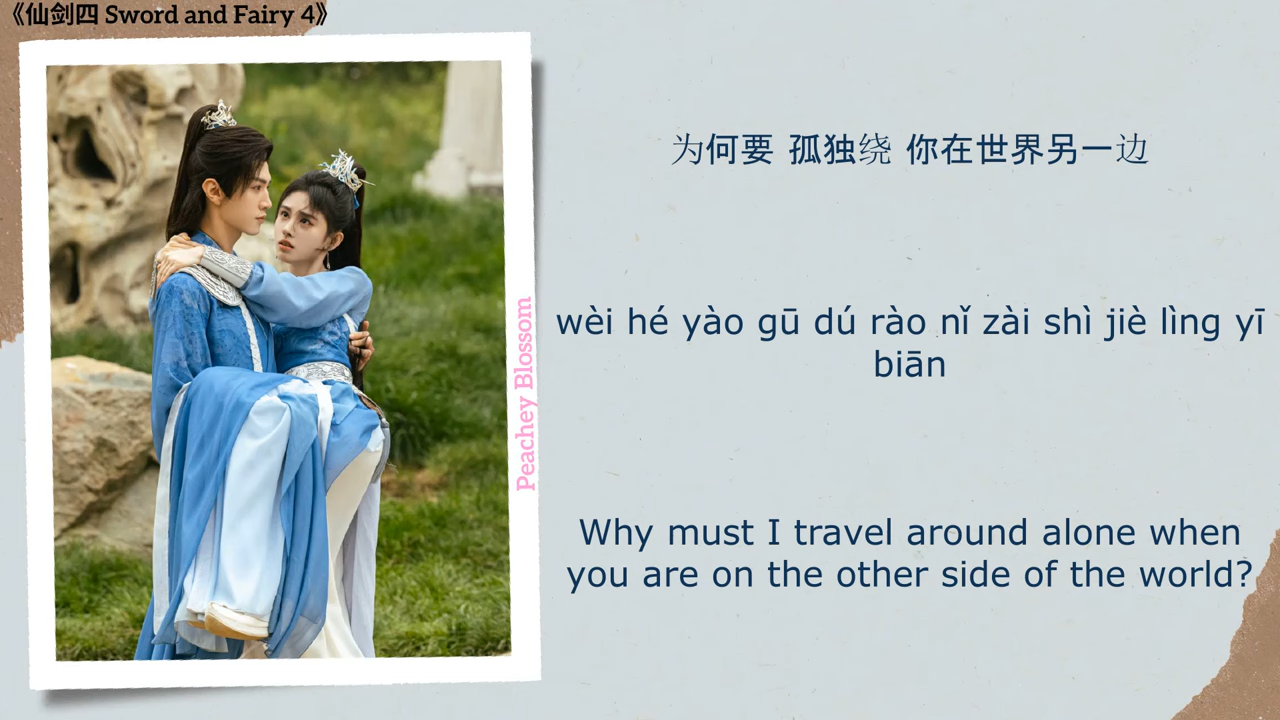 《仙剑四 Sword and Fairy 4》
为何要 孤独绕 你在世界另一边
wèi hé yào gū dú rào nǐ zài shì jiè lìng yī
biān
Peachey Blossom
Why must I travel around alone when
you are on the other side of the world?